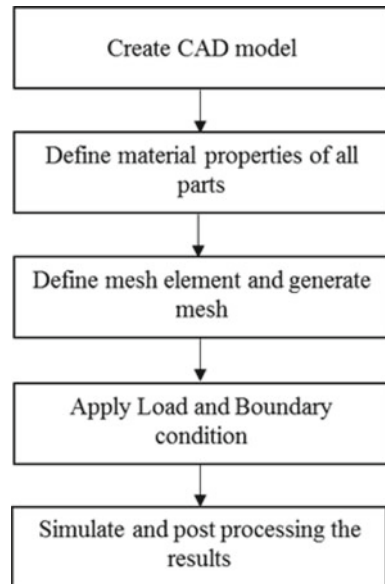 Create CAD model
Define material properties of all
parts
Define mesh element and generate
mesh
Apply Load and Boundary
condition
Simulate and post processing the
results